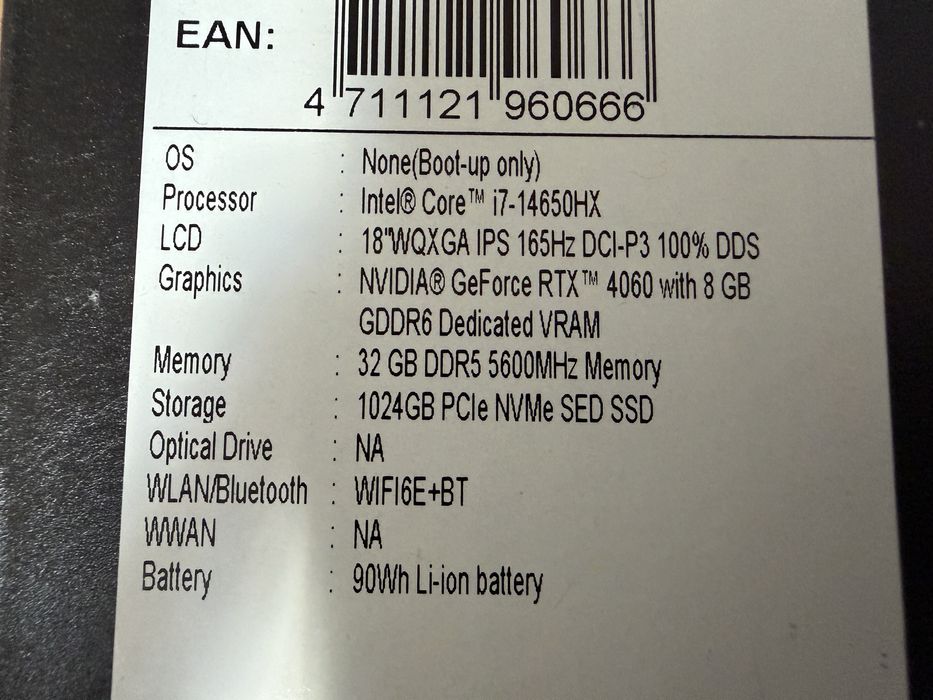 EAN:
4 711121 960666
OS : None(Boot-up only)
Processor : Intel® Core™ i7-14650HX
LCD : 18"WQXGA IPS 165Hz DCI-P3 100% DDS
Graphics : NVIDIA® GeForce RTX™ 4060 with 8 GB
GDDR6 Dedicated VRAM
Memory : 32 GB DDR5 5600MHz Memory
Storage : 1024GB PCIe NVMe SED SSD
Optical Drive : NA
WLAN/Bluetooth : WIFI6E+BT
WWAN : NA
Battery : 90Wh Li-ion battery